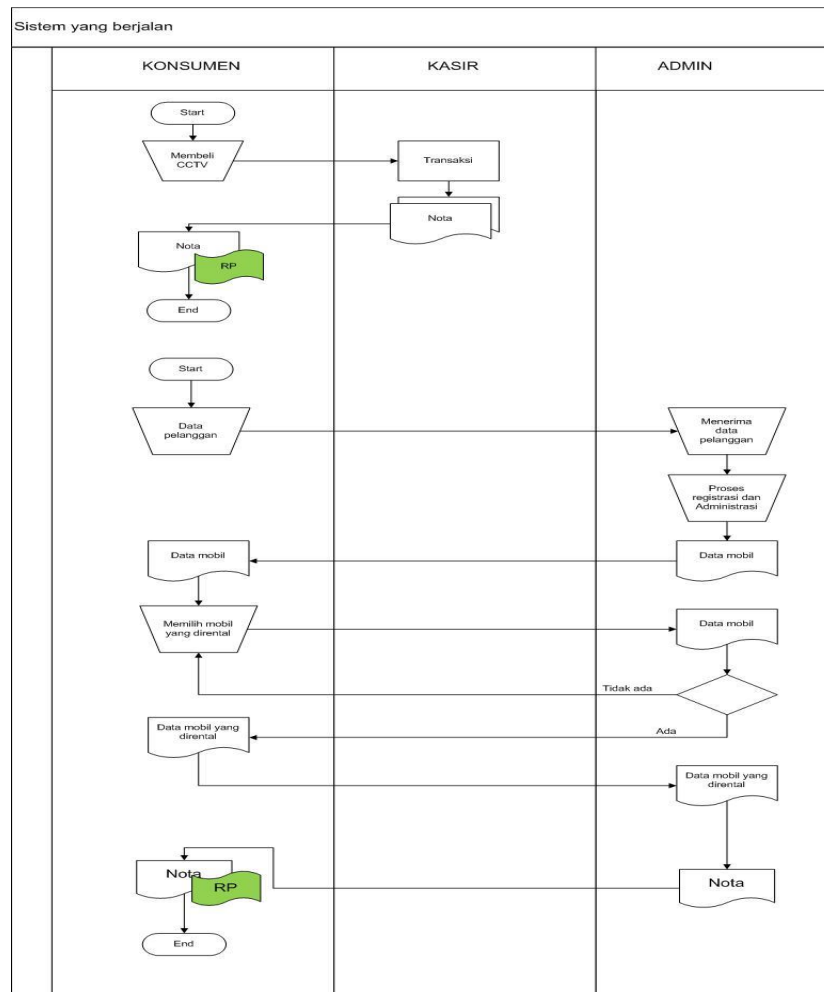 Sistem yang berjalan
KONSUMEN
KASIR
ADMIN
Start
Membeli
CCTV
Transaksi
Nota
Nota
RP
End
Start
Data
pelanggan
Menerima
data
pelanggan
Proses
registrasi dan
Administrasi
Data mobil
Data mobil
Memilih mobil
yang dirental
Data mobil
Tidak ada
Ada
Data mobil yang
dirental
Data mobil yang
dirental
Nota
RP
Nota
End